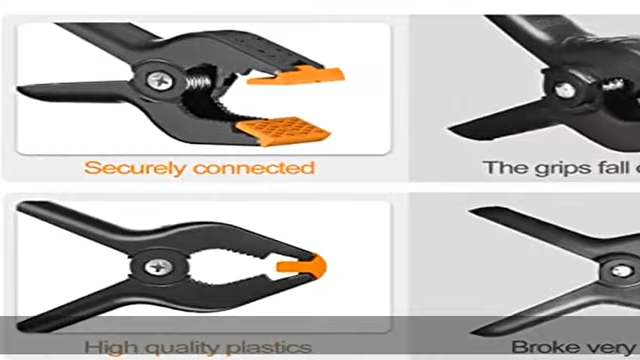 Securely connected
The grips fall
High quality plastics
Broke very